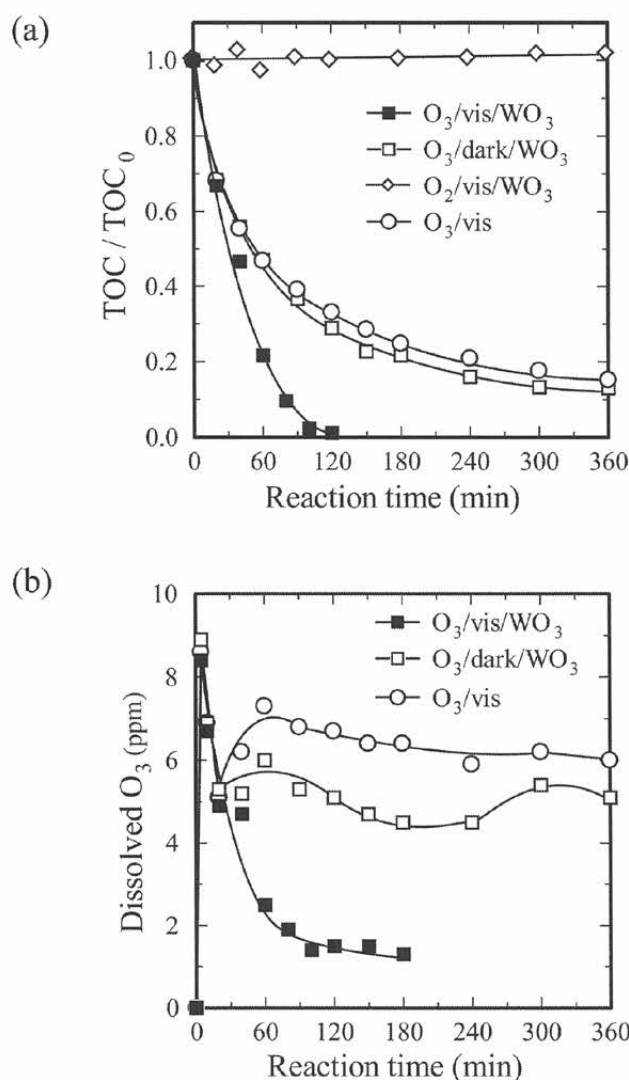 (a)
1.0
0.8
0.6
0.4
0.2
0.0
TOC / TOC₀
O₃/vis/WO₃
O₃/dark/WO₃
O₂/vis/WO₃
O₃/vis
0 60 120 180 240 300 360
Reaction time (min)
(b)
10
8
6
4
2
0
Dissolved O₃ (ppm)
O₃/vis/WO₃
O₃/dark/WO₃
O₃/vis
0 60 120 180 240 300 360
Reaction time (min)